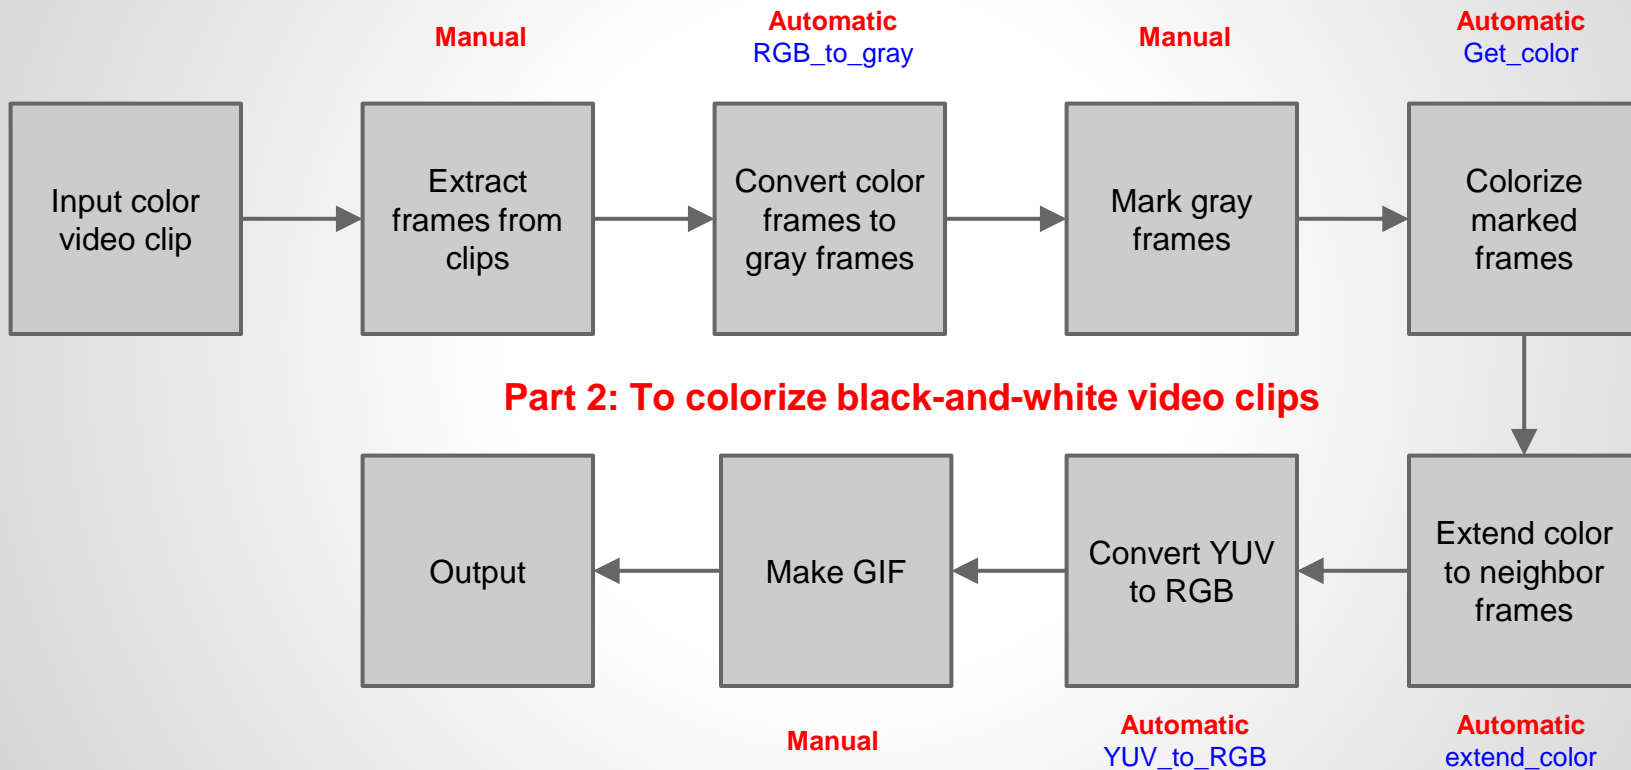 Manual
Automatic
RGB_to_gray
Manual
Automatic
Get_color
Input color
video clip
Extract
frames from
clips
Convert color
frames to
gray frames
Mark gray
frames
Colorize
marked
frames
Part 2: To colorize black-and-white video clips
Output
Make GIF
Convert YUV
to RGB
Extend color
to neighbor
frames
Manual
Automatic
YUV_to_RGB
Automatic
extend_color